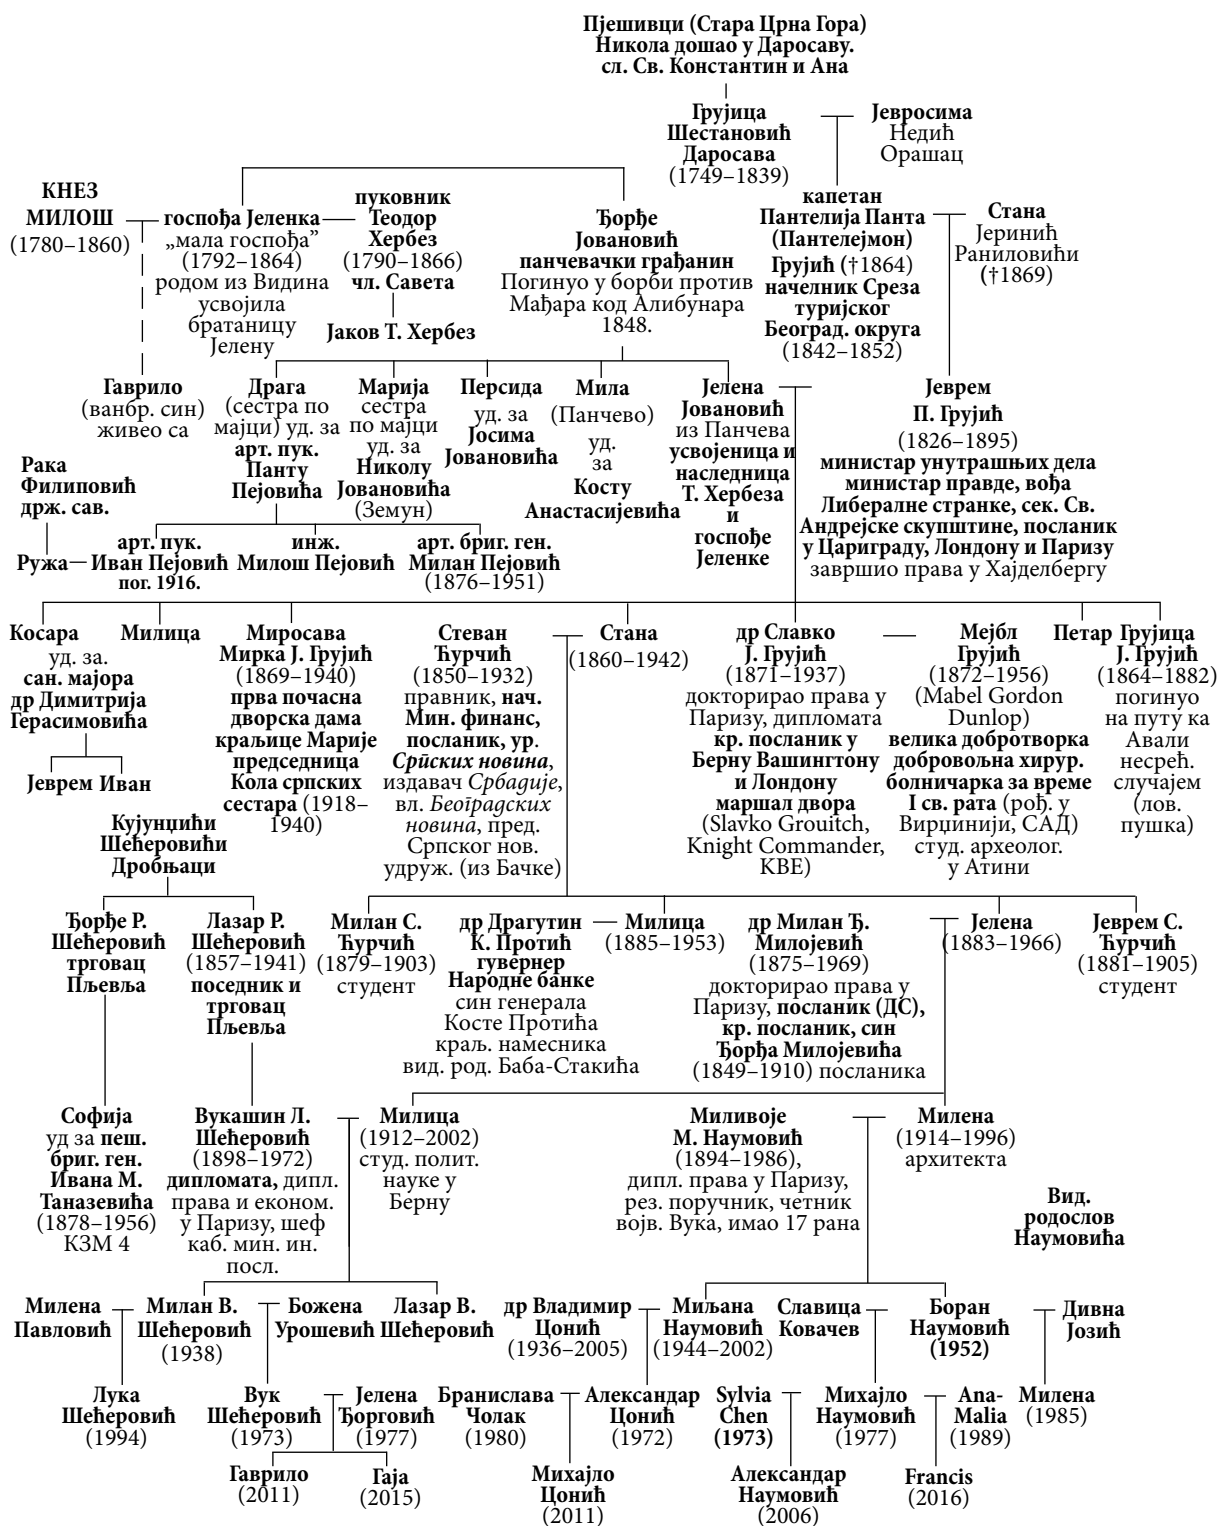 Пјешивци (Стара Црна Гора)
Никола дошао у Даросаву.
сл. Св. Константин и Ана
Грујица
Шестановић
Даросава
(1749–1839)
Јевросима
Недић
Орашац
КНЕЗ
МИЛОШ
(1780–1860)
госпођа Јеленка
„мала госпођа”
(1792–1864)
родом из Видина
усвојила
братаницу
Јелену
пуковник
Теодор
Хербез
(1790–1866)
чл. Савета
Јаков Т. Хербез
Ђорђе
Јовановић
панчевачки грађанин
Погинуо у борби против
Мађара код Алибунара
1848.
капетан
Пантелија Панта
(Пантелејмон)
Грујић (†1864)
начелник Среза
туријског
Београд. округа
(1842–1852)
Стана
Јеринић
Раниловићи
(†1869)
Гаврило
(ванбр. син)
живео са
Драга
(сестра по
мајци) уд. за
арт. пук.
Панту
Пејовића
Марија
сестра
по мајци
уд. за
Николу
Јовановића
(Земун)
Персида
уд. за
Јосима
Јовановића
Мила
(Панчево)
уд.
за
Косту
Анастасијевића
Јелена
Јовановић
из Панчева
усвојеница и
наследница
Т. Хербеза
и
госпође
Јеленке
Јеврем
П. Грујић
(1826–1895)
министар унутрашњих дела
министар правде, вођа
Либералне странке, сек. Св.
Андрејске скупштине, посланик
у Цариграду, Лондону и Паризу
завршио права у Хајделбергу
Рака
Филиповић
држ. сав.
Ружа
арт. пук.
Иван Пејовић
пог. 1916.
инж.
Милош Пејовић
арт. бриг. ген.
Милан Пејовић
(1876–1951)
Косара
уд. за.
сан. мајора
др Димитрија
Герасимовића
Јеврем Иван
Милица
Миросава
Мирка Ј. Грујић
(1869–1940)
прва почасна
дворска дама
краљице Марије
председница
Кола српских
сестара (1918–
1940)
Стеван
Ћурчић
(1850–1932)
правник, нач.
Мин. финанс,
посланик, ур.
Српских новина,
издавач Србадије,
вл. Београдских
новина, пред.
Српског нов.
удруж. (из Бачке)
Стана
(1860–1942)
др Славко
Ј. Грујић
(1871–1937)
докторирао права у
Паризу, дипломата
кр. посланик у
Берну Вашингтону
и Лондону
маршал двора
(Slavko Grouitch,
Knight Commander,
KBE)
Мејбл
Грујић
(1872–1956)
(Mabel Gordon
Dunlop)
велика добротворка
добровољна хирур.
болничарка за време
I св. рата (рођ. у
Вирџинији, САД)
студ. археолог.
у Атини
Петар
Грујица
Ј. Грујић
(1864–1882)
погинуо
на путу ка
Авали
несрећ.
случајем
(лов.
пушка)
Кујунџићи
Шећеровићи
Дробњаци
Ђорђе Р.
Шећеровић
трговац
Пљевља
Лазар Р.
Шећеровић
(1857–1941)
поседник и
трговац
Пљевља
Милан С.
Ћурчић
(1879–1903)
студент
др Драгутин
К. Протић
гувернер
Народне банке
син генерала
Косте Протића
краљ. намесника
вид. род. Баба-Стакића
Милица
(1885–1953)
др Милан Ђ.
Милојевић
(1875–1969)
докторирао права у
Паризу, посланик (ДС),
кр. посланик, син
Ђорђа Милојевића
(1849–1910) посланика
Јелена
(1883–1966)
Јеврем С.
Ћурчић
(1881–1905)
студент
Софија
уд за пеш.
бриг. ген.
Ивана М.
Таназевића
(1878–1956)
КЗМ 4
Вукашин Л.
Шећеровић
(1898–1972)
дипломата, дипл.
права и економ.
у Паризу, шеф
каб. мин. ин.
посл.
Милица
(1912–2002)
студ. полит.
науке у
Берну
Миливоје
М. Наумовић
(1894–1986),
дипл. права у Паризу,
рез. поручник, четник
војв. Вука, имао 17 рана
Милена
(1914–1996)
архитекта
Вид.
родослов
Наумовића
Милена
Павловић
Милан В.
Шећеровић
(1938)
Божена
Урошевић
Лазар В.
Шећеровић
др Владимир
Цонић
(1936–2005)
Миљана
Наумовић
(1944–2002)
Славица
Ковачев
Боран
Наумовић
(1952)
Дивна
Јозић
Лука
Шећеровић
(1994)
Вук
Шећеровић
(1973)
Јелена
Ђорговић
(1977)
Бранислава
Чолак
(1980)
Александар
Цонић
(1972)
Sylvia
Chen
(1973)
Михајло
Наумовић
(1977)
Ana-
Malia
(1989)
Милена
(1985)
Гаврило
(2011)
Гаја
(2015)
Михајло
Цонић
(2011)
Александар
Наумовић
(2006)
Francis
(2016)